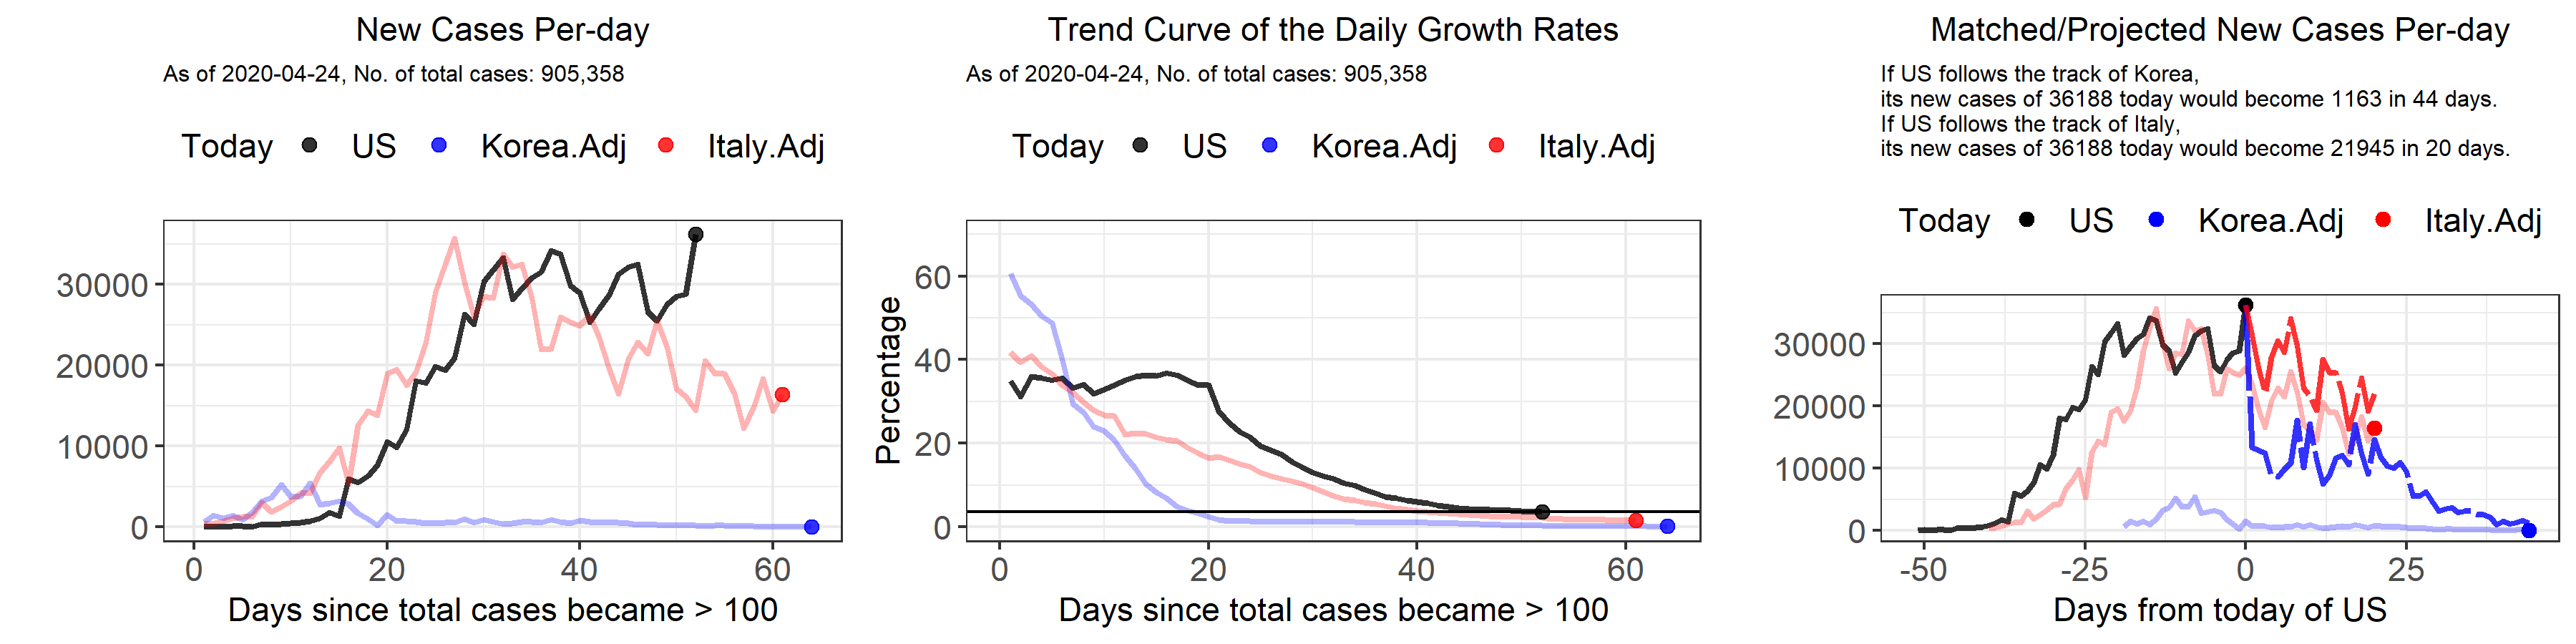 New Cases Per-day
As of 2020-04-24, No. of total cases: 905,358
Today US Korea.Adj Italy.Adj
30000
20000
10000
0
0 20 40 60
Days since total cases became > 100
Trend Curve of the Daily Growth Rates
As of 2020-04-24, No. of total cases: 905,358
Today US Korea.Adj Italy.Adj
Percentage
60
40
20
0
0 20 40 60
Days since total cases became > 100
Matched/Projected New Cases Per-day
If US follows the track of Korea,
its new cases of 36188 today would become 1163 in 44 days.
If US follows the track of Italy,
its new cases of 36188 today would become 21945 in 20 days.
Today US Korea.Adj Italy.Adj
30000
20000
10000
0
-50 -25 0 25
Days from today of US